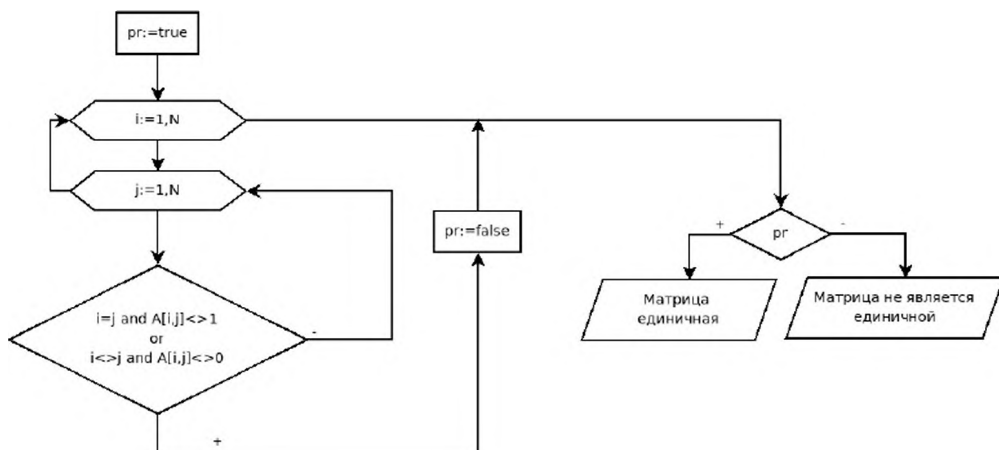 pr:=true
i:=1,N
j:=1,N
pr:=false
+
-
pr
i=j and A[i,j]<>1
or
i<>j and A[i,j]<>0
-
Матрица
единичная
Матрица не является
единичной
+